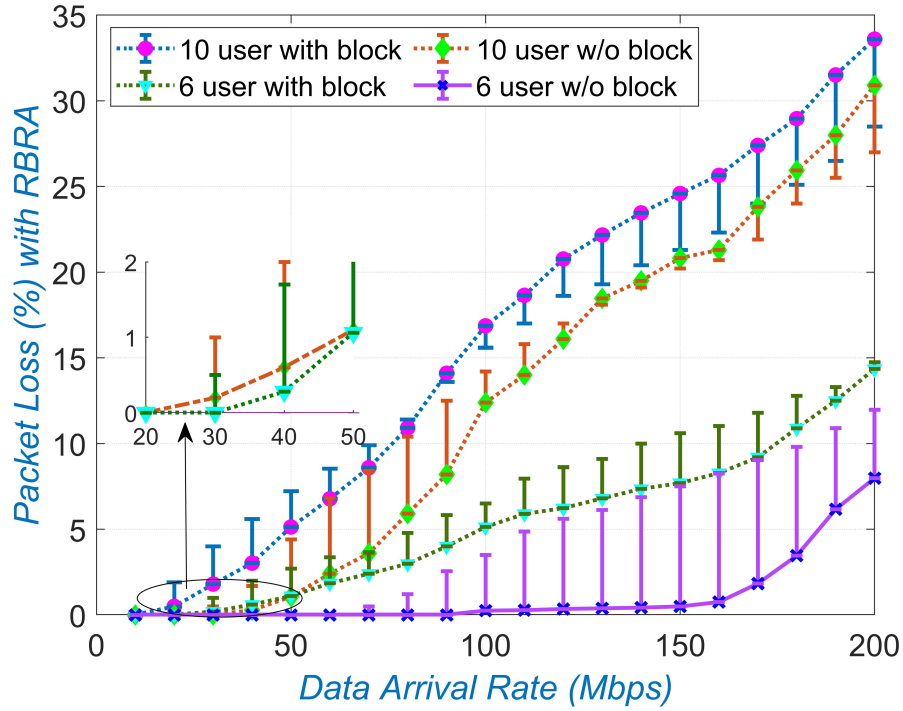 35
30
25
20
15
10
5
0
Packet Loss (%) with RBRA
10 user with block
10 user w/o block
6 user with block
6 user w/o block
2
1
0
20 30 40 50
0 50 100 150 200
Data Arrival Rate (Mbps)